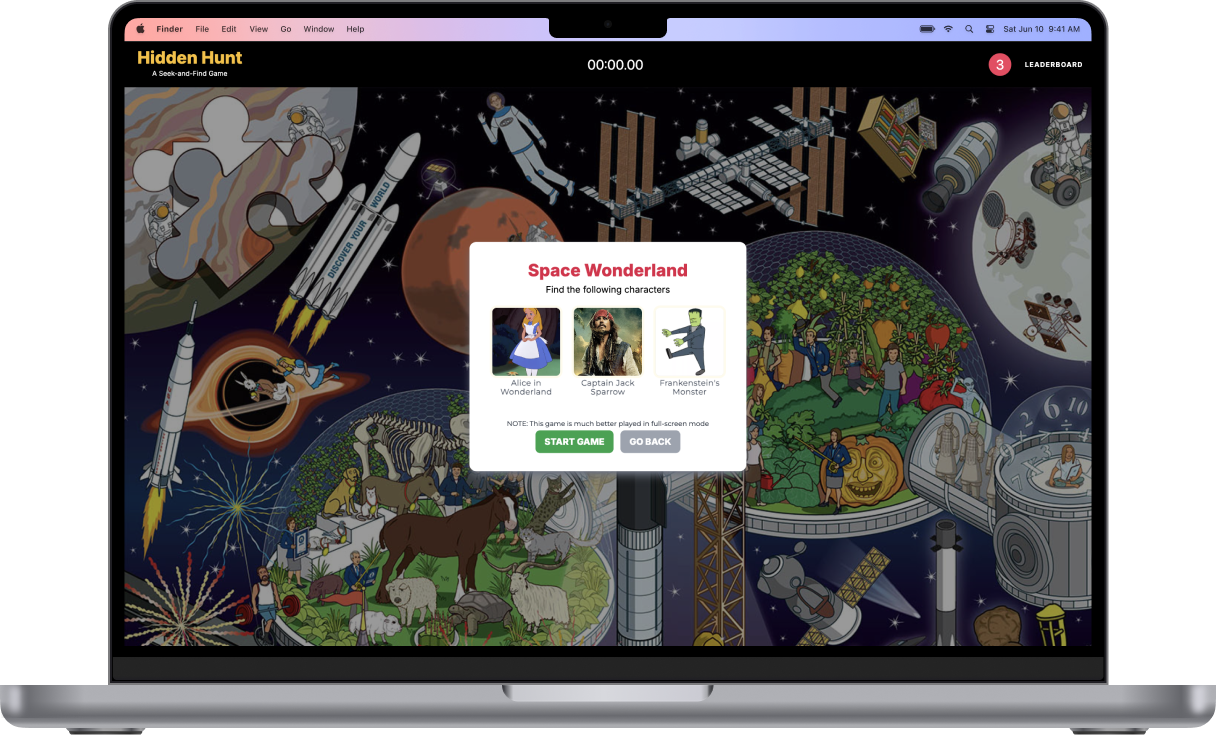 Finder File Edit View Go Window Help
Sat Jun 10 9:41 AM
Hidden Hunt
A Seek-and-Find Game
00:00.00
3
LEADERBOARD
DISCOVER YOUR WORLD
Space Wonderland
Find the following characters
Alice in
Wonderland
Captain Jack
Sparrow
Frankenstein's
Monster
NOTE: This game is much better played in full-screen mode
START GAME
GO BACK
6
10